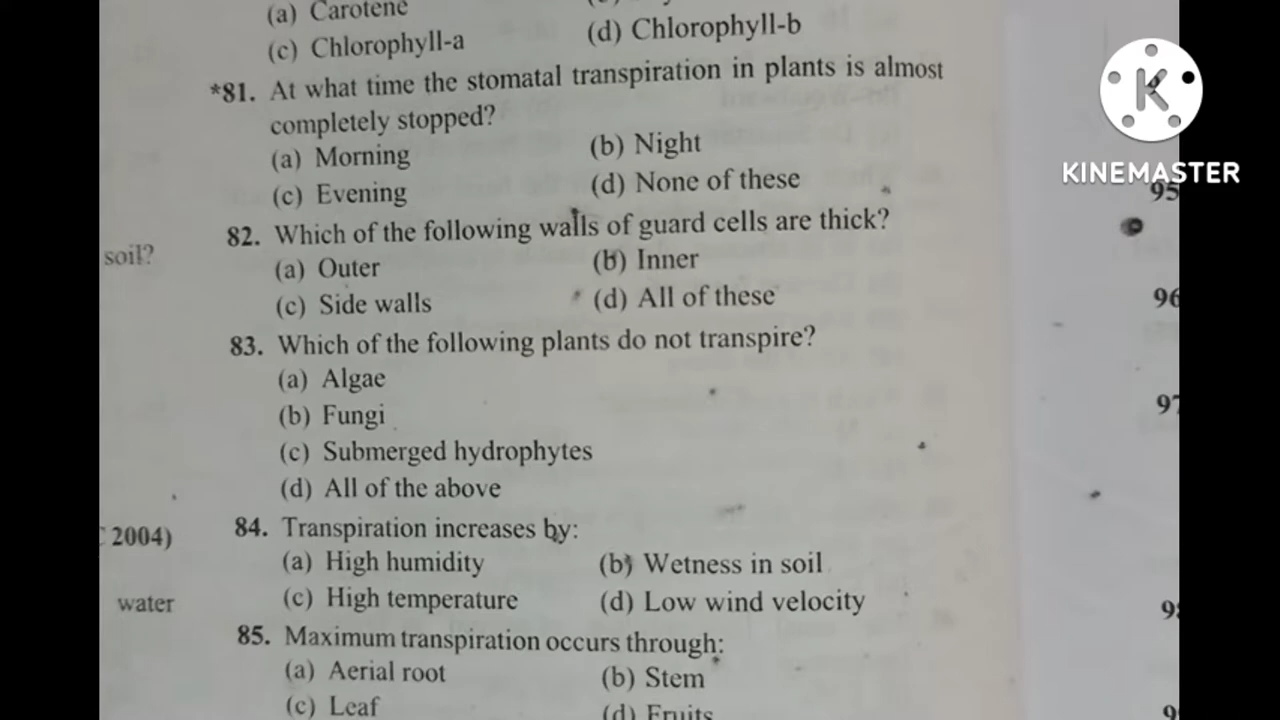 (a) Carotene
(c) Chlorophyll-a (d) Chlorophyll-b
*81. At what time the stomatal transpiration in plants is almost
completely stopped?
(a) Morning (b) Night
(c) Evening (d) None of these
82. Which of the following walls of guard cells are thick?
(a) Outer (b) Inner
(c) Side walls (d) All of these
83. Which of the following plants do not transpire?
(a) Algae
(b) Fungi
(c) Submerged hydrophytes
(d) All of the above
84. Transpiration increases by:
(a) High humidity (b) Wetness in soil
(c) High temperature (d) Low wind velocity
85. Maximum transpiration occurs through:
(a) Aerial root (b) Stem
(c) Leaf (d) Fruits
soil?
2004)
water
K
KINEMASTER
95
96
97